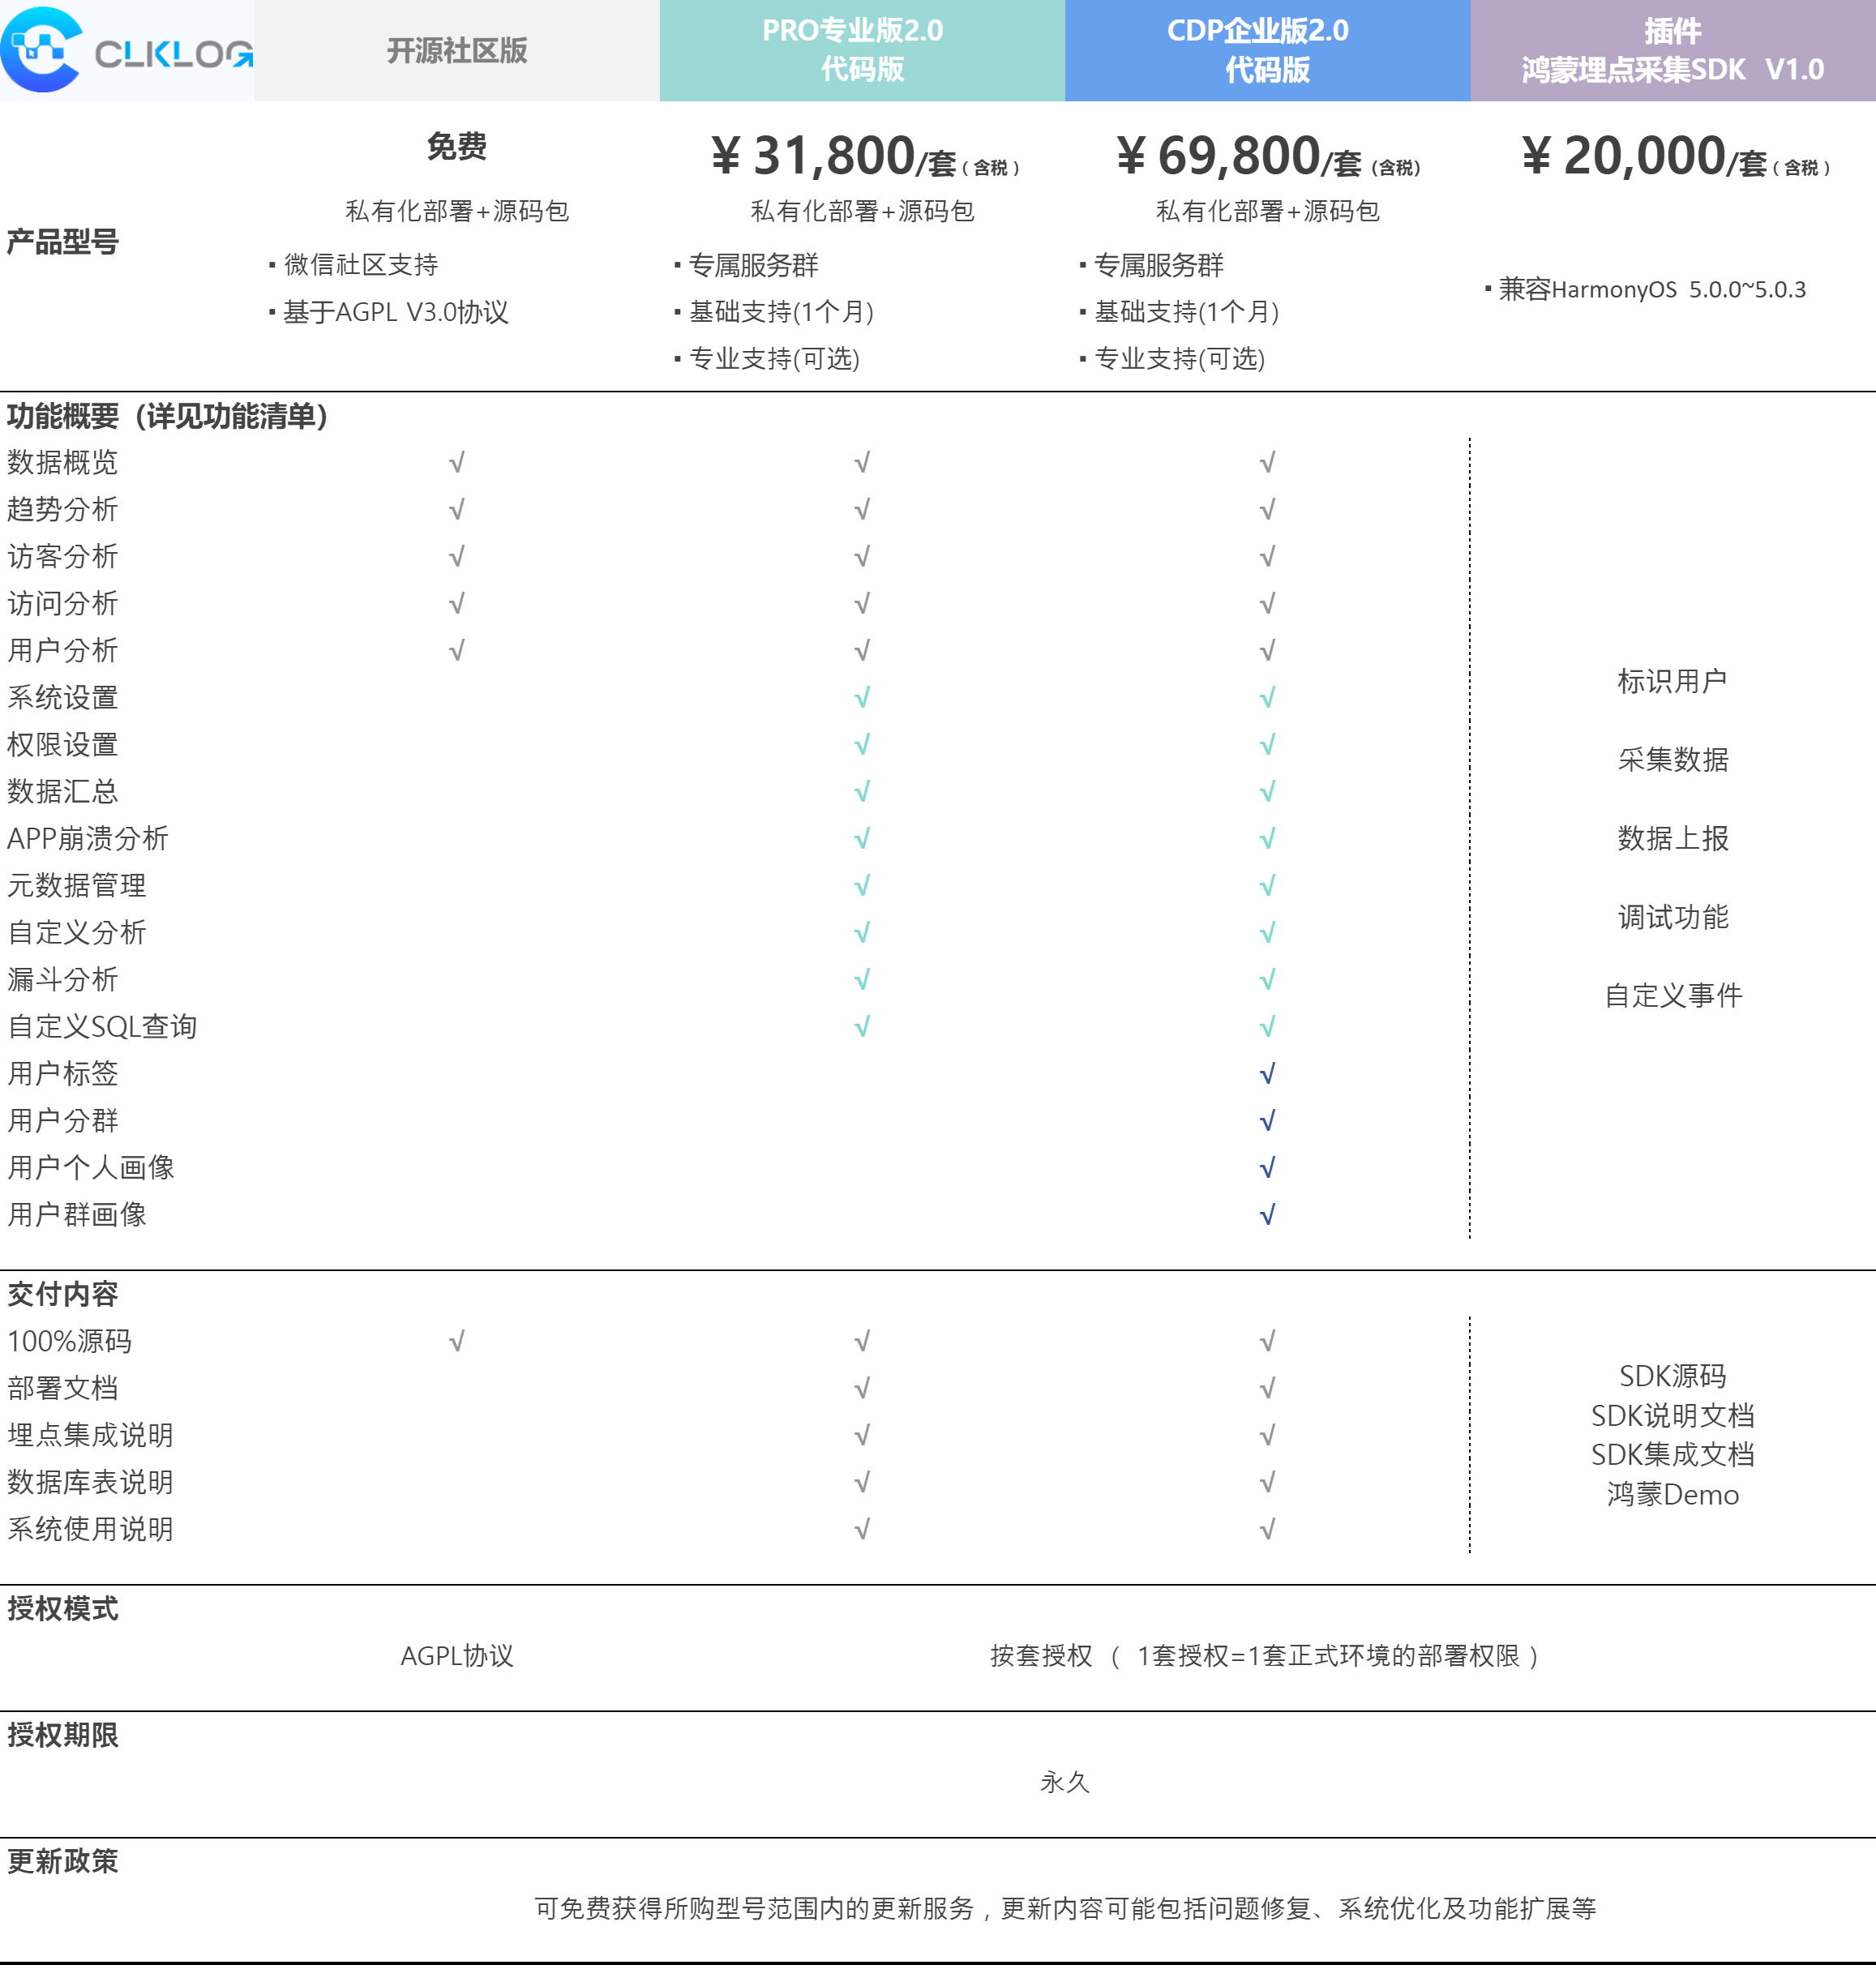 CLKLOG
开源社区版
PRO专业版2.0
代码版
CDP企业版2.0
代码版
插件
鸿蒙埋点采集SDK V1.0
产品型号
免费
私有化部署+源码包
▪ 微信社区支持
▪ 基于AGPL V3.0协议
¥ 31,800/套（含税）
私有化部署+源码包
▪ 专属服务群
▪ 基础支持(1个月)
▪ 专业支持(可选)
¥ 69,800/套 (含税)
私有化部署+源码包
▪ 专属服务群
▪ 基础支持(1个月)
▪ 专业支持(可选)
¥ 20,000/套（含税）
▪ 兼容HarmonyOS 5.0.0~5.0.3
功能概要（详见功能清单）
数据概览 √ √ √
趋势分析 √ √ √
访客分析 √ √ √
访问分析 √ √ √
用户分析 √ √ √
系统设置 √ √
权限设置 √ √
数据汇总 √ √
APP崩溃分析 √ √
元数据管理 √ √
自定义分析 √ √
漏斗分析 √ √
自定义SQL查询 √ √
用户标签 √
用户分群 √
用户个人画像 √
用户群画像 √
标识用户
采集数据
数据上报
调试功能
自定义事件
交付内容
100%源码 √ √ √
部署文档 √ √
埋点集成说明 √ √
数据库表说明 √ √
系统使用说明 √ √
SDK源码
SDK说明文档
SDK集成文档
鸿蒙Demo
授权模式
AGPL协议
按套授权 （ 1套授权=1套正式环境的部署权限 ）
授权期限
永久
更新政策
可免费获得所购型号范围内的更新服务，更新内容可能包括问题修复、系统优化及功能扩展等